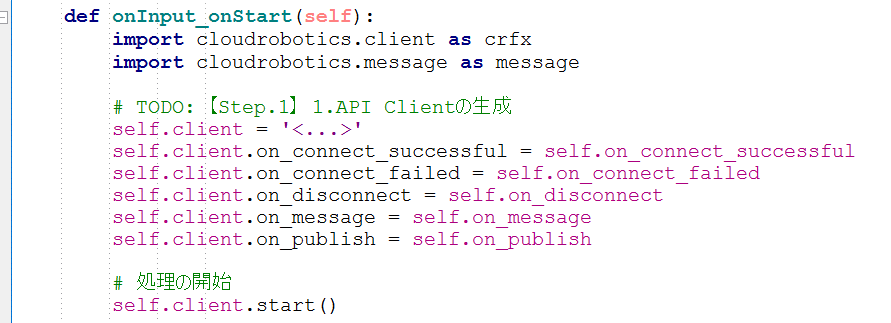 def onInput_onStart(self):
import cloudrobotics.client as crfx
import cloudrobotics.message as message
# TODO:【Step.1】1.API Clientの生成
self.client = '<...>'
self.client.on_connect_successful = self.on_connect_successful
self.client.on_connect_failed = self.on_connect_failed
self.client.on_disconnect = self.on_disconnect
self.client.on_message = self.on_message
self.client.on_publish = self.on_publish
# 処理の開始
self.client.start()